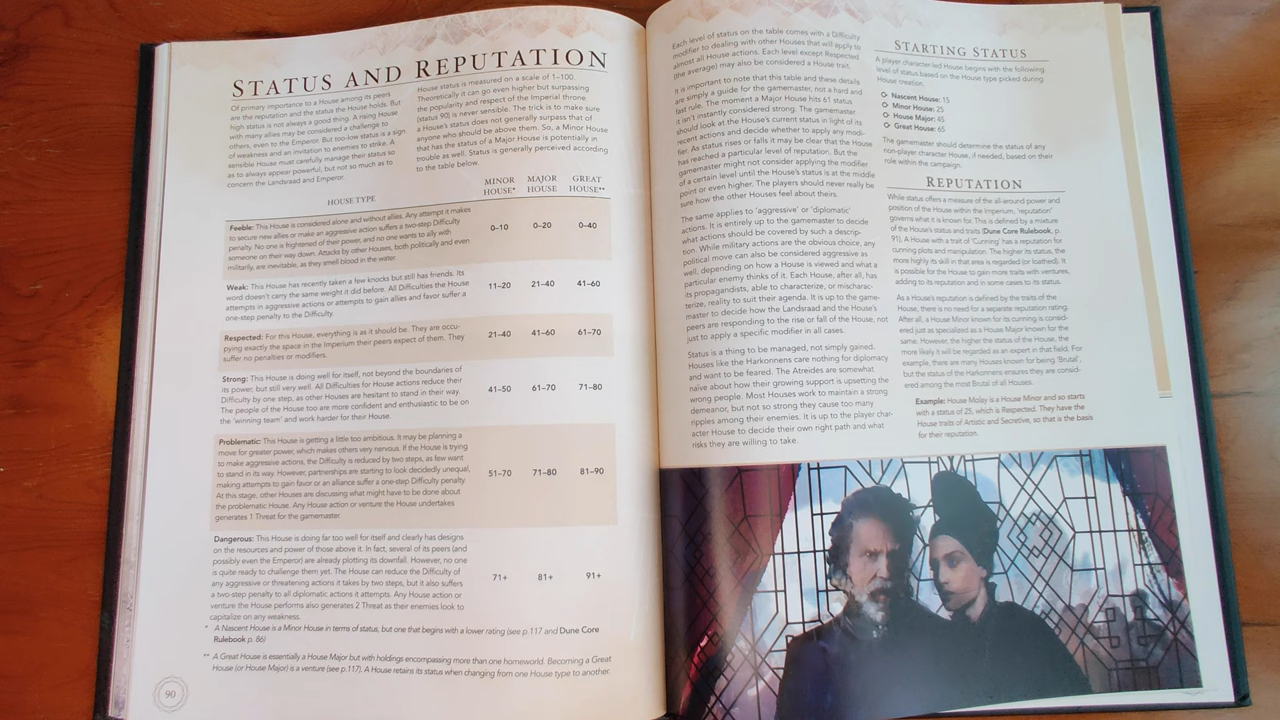 STATUS AND REPUTATION
Of primary importance to a House among its peers
are the reputation and the status the House holds. But
high status is not always a good thing. A rising House
with many allies may be considered a challenge to
others, even to the Emperor. But too-low status is a sign
of weakness and an invitation to enemies to strike. A
sensible House must carefully manage their status so
as to always appear powerful, but not so much as to
concern the Landsraad and Emperor.
House status is measured on a scale of 1–100.
Theoretically it can go even higher but surpassing
the popularity and respect of the Imperial throne
(status 90) is never sensible. The trick is to make sure
a House's status does not generally surpass that of
anyone who should be above them. So, a Minor House
that has the status of a Major House is potentially in
trouble as well. Status is generally perceived according
to the table below.
HOUSE TYPE
MINOR HOUSE*
MAJOR HOUSE
GREAT HOUSE**
Feeble: This House is considered alone and without allies. Any attempt it makes
to secure new allies or make an aggressive action suffers a two-step Difficulty
penalty. No one is frightened of their power, and no one wants to ally with
someone on their way down. Attacks by other Houses, both politically and even
militarily, are inevitable, as they smell blood in the water.
0–10 0–20 0–40
Weak: This House has recently taken a few knocks but still has friends. Its
word doesn't carry the same weight it did before. All Difficulties the House
attempts in aggressive actions or attempts to gain allies and favor suffer a
one-step penalty to the Difficulty.
11–20 21–40 41–60
Respected: For this House, everything is as it should be. They are occu-
pying exactly the space in the Imperium their peers expect of them. They
suffer no penalties or modifiers.
21–40 41–60 61–70
Strong: This House is doing well for itself, not beyond the boundaries of
its power, but still very well. All Difficulties for House actions reduce their
Difficulty by one step, as other Houses are hesitant to stand in their way.
The people of the House too are more confident and enthusiastic to be on
the 'winning team' and work harder for their House.
41–50 61–70 71–80
Problematic: This House is getting a little too ambitious. It may be planning a
move for greater power, which makes others very nervous. If the House is trying
to make aggressive actions, the Difficulty is reduced by two steps, as few want
to stand in its way. However, partnerships are starting to look decidedly unequal,
making attempts to gain favor or an alliance suffer a one-step Difficulty penalty.
At this stage, other Houses are discussing what might have to be done about
the problematic House. Any House action or venture the House undertakes
generates 1 Threat for the gamemaster.
51–70 71–80 81–90
Dangerous: This House is doing far too well for itself and clearly has designs
on the resources and power of those above it. In fact, several of its peers (and
possibly even the Emperor) are already plotting its downfall. However, no one
is quite ready to challenge them yet. The House can reduce the Difficulty of
any aggressive or threatening actions it takes by two steps, but it also suffers
a two-step penalty to all diplomatic actions it attempts. Any House action or
venture the House performs also generates 2 Threat as their enemies look to
capitalize on any weakness.
71+ 81+ 91+
* A Nascent House is a Minor House in terms of status, but one that begins with a lower rating (see p.117 and Dune Core
Rulebook p. 86)
** A Great House is essentially a House Major but with holdings encompassing more than one homeworld. Becoming a Great
House (or House Major) is a venture (see p.117). A House retains its status when changing from one House type to another.
90
Each level of status on the table comes with a Difficulty
modifier to dealing with other Houses that will apply to
almost all House actions. Each level except Respected
(the average) may also be considered a House trait.
It is important to note that this table and these details
are simply a guide for the gamemaster, not a hard and
fast rule. The moment a Major House hits 61 status
it isn't instantly considered strong. The gamemaster
should look at the House's current status in light of its
recent actions and decide whether to apply any modi-
fier. As status rises or falls it may be clear that the House
has reached a particular level of reputation. But the
gamemaster might not consider applying the modifier
of a certain level until the House's status is at the middle
point or even higher. The players should never really be
sure how the other Houses feel about theirs.
The same applies to 'aggressive' or 'diplomatic'
actions. It is entirely up to the gamemaster to decide
what actions should be covered by such a descrip-
tion. While military actions are the obvious choice, any
political move can also be considered aggressive as
well, depending on how a House is viewed and what a
particular enemy thinks of it. Each House, after all, has
its propagandists, able to characterize, or mischarac-
terize, reality to suit their agenda. It is up to the game-
master to decide how the Landsraad and the House's
peers are responding to the rise or fall of the House, not
just to apply a specific modifier in all cases.
Status is a thing to be managed, not simply gained.
Houses like the Harkonnens care nothing for diplomacy
and want to be feared. The Atreides are somewhat
naïve about how their growing support is upsetting the
wrong people. Most Houses work to maintain a strong
demeanor, but not so strong they cause too many
ripples among their enemies. It is up to the player char-
acter House to decide their own right path and what
risks they are willing to take.
STARTING STATUS
A player character-led House begins with the following
level of status based on the House type picked during
House creation.
Nascent House: 15
Minor House: 25
House Major: 45
Great House: 65
The gamemaster should determine the status of any
non-player character House, if needed, based on their
role within the campaign.
REPUTATION
While status offers a measure of the all-around power and
position of the House within the Imperium, 'reputation'
governs what it is known for. This is defined by a mixture
of the House's status and traits (Dune Core Rulebook, p.
91). A House with a trait of 'Cunning' has a reputation for
cunning plots and manipulation. The higher its status, the
more highly its skill in that area is regarded (or loathed). It
is possible for the House to gain more traits with ventures,
adding to its reputation and in some cases to its status.
As a House's reputation is defined by the traits of the
House, there is no need for a separate reputation rating.
After all, a House Minor known for its cunning is consid-
ered just as specialized as a House Major known for the
same. However, the higher the status of the House, the
more likely it will be regarded as an expert in that field. For
example, there are many Houses known for being 'Brutal',
but the status of the Harkonnens ensures they are consid-
ered among the most Brutal of all Houses.
Example: House Molay is a House Minor and so starts
with a status of 25, which is Respected. They have the
House traits of Artistic and Secretive, so that is the basis
for their reputation.